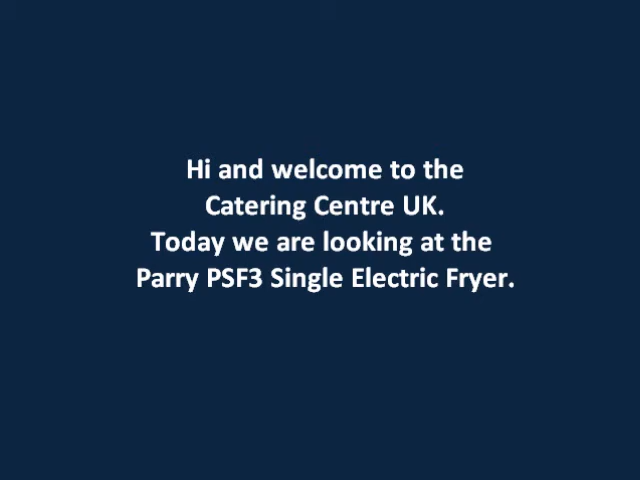 Hi and welcome to the
Catering Centre UK.
Today we are looking at the
Parry PSF3 Single Electric Fryer.